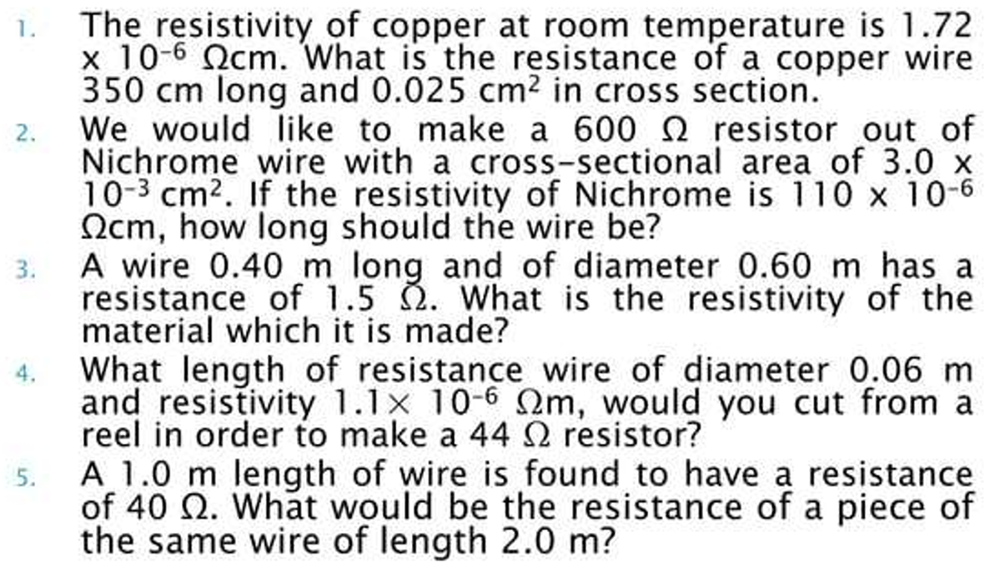 1. The resistivity of copper at room temperature is 1.72
x 10⁻⁶ Ωcm. What is the resistance of a copper wire
350 cm long and 0.025 cm² in cross section.
2. We would like to make a 600 Ω resistor out of
Nichrome wire with a cross-sectional area of 3.0 x
10⁻³ cm². If the resistivity of Nichrome is 110 x 10⁻⁶
Ωcm, how long should the wire be?
3. A wire 0.40 m long and of diameter 0.60 m has a
resistance of 1.5 Ω. What is the resistivity of the
material which it is made?
4. What length of resistance wire of diameter 0.06 m
and resistivity 1.1× 10⁻⁶ Ωm, would you cut from a
reel in order to make a 44 Ω resistor?
5. A 1.0 m length of wire is found to have a resistance
of 40 Ω. What would be the resistance of a piece of
the same wire of length 2.0 m?